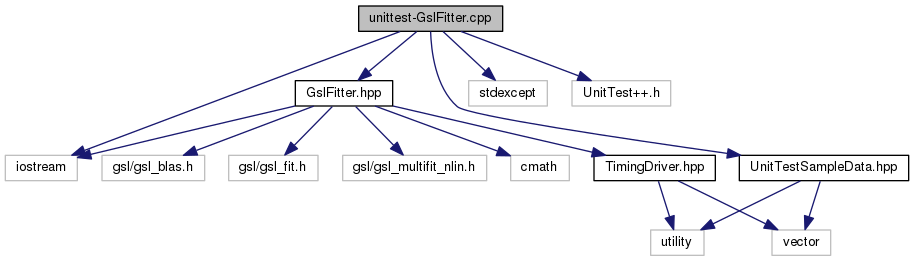 unittest-GslFitter.cpp
GslFitter.hpp
stdexcept
UnitTest++.h
iostream
gsl/gsl_blas.h
gsl/gsl_fit.h
gsl/gsl_multifit_nlin.h
cmath
TimingDriver.hpp
UnitTestSampleData.hpp
utility
vector